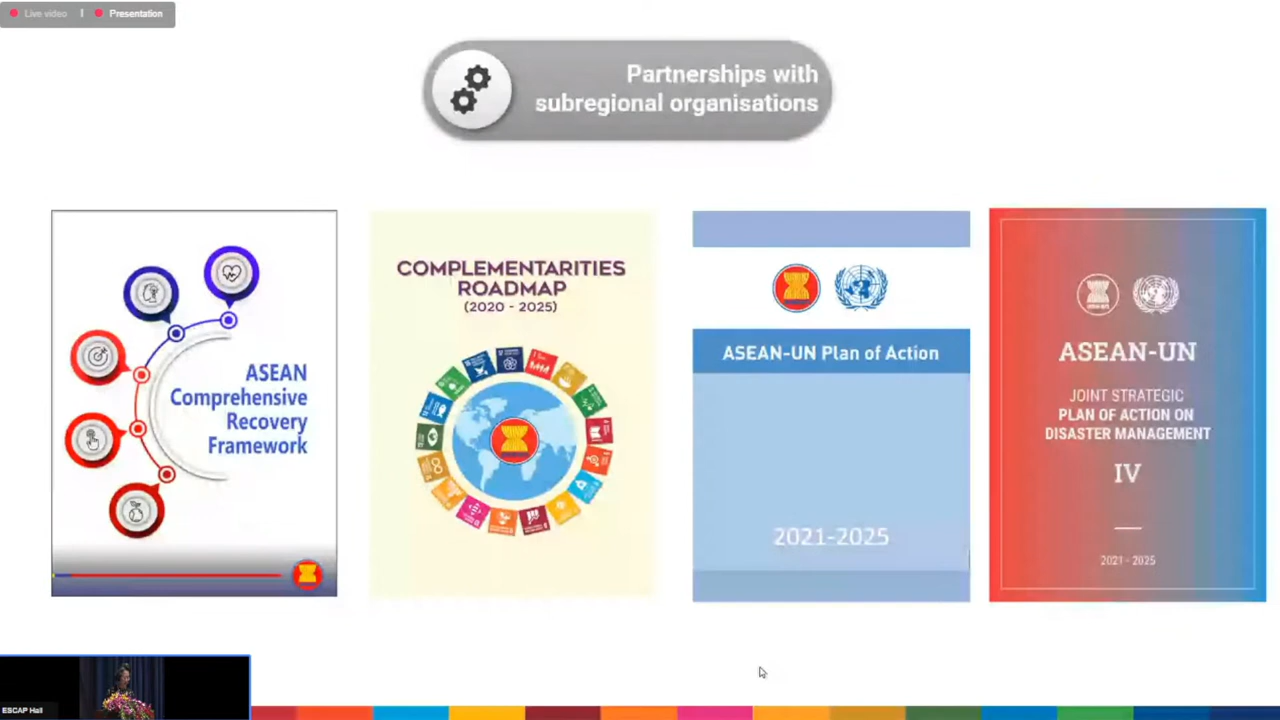 Live video
Presentation
Partnerships with
subregional organisations
ASEAN
Comprehensive
Recovery
Framework
COMPLEMENTARITIES
ROADMAP
(2020 - 2025)
ASEAN-UN Plan of Action
2021-2025
ASEAN-UN
JOINT STRATEGIC
PLAN OF ACTION ON
DISASTER MANAGEMENT
IV
2021 - 2025
ESCAP Hall